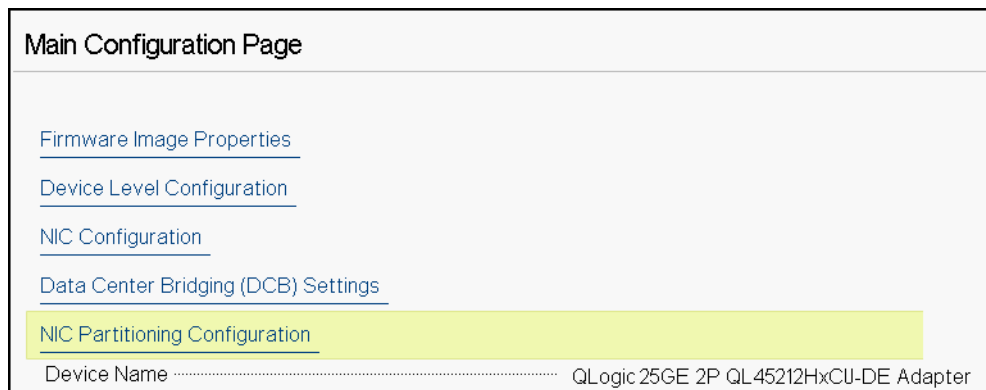 Main Configuration Page
Firmware Image Properties
Device Level Configuration
NIC Configuration
Data Center Bridging (DCB) Settings
NIC Partitioning Configuration
Device Name QLogic 25GE 2P QL45212HxCU-DE Adapter